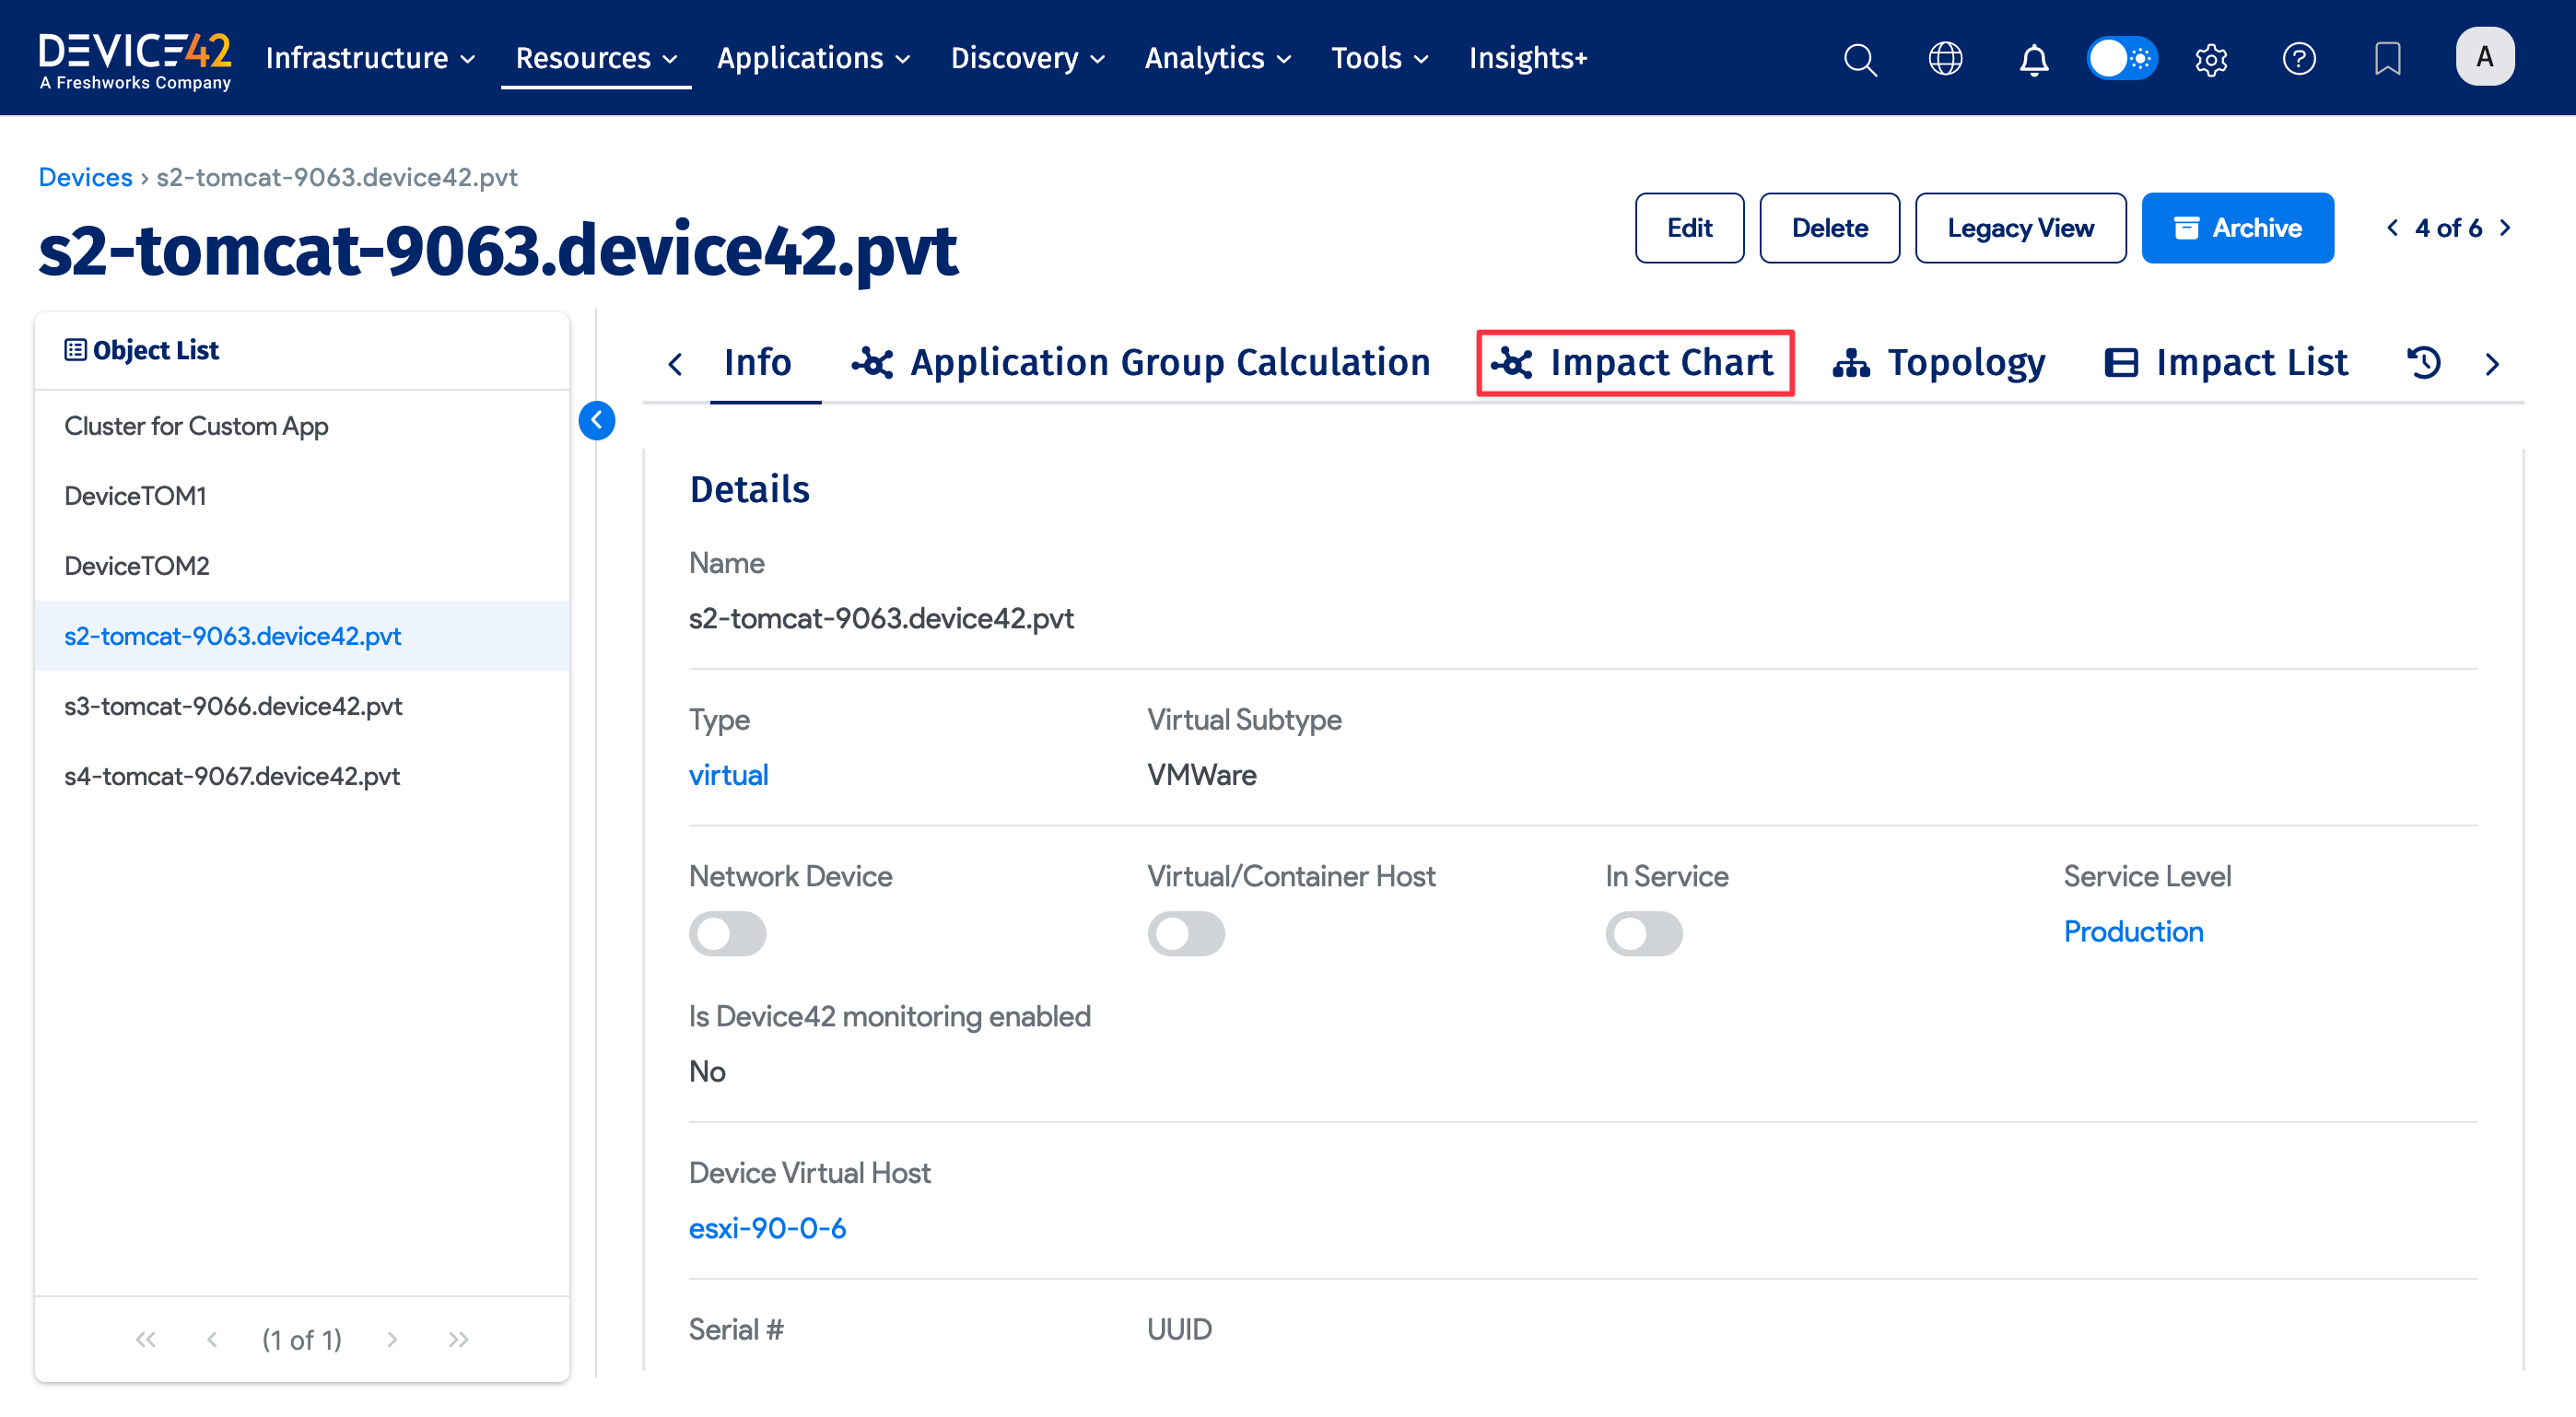 DEVICE42
A Freshworks Company
Infrastructure
Resources
Applications
Discovery
Analytics
Tools
Insights+
A
Devices › s2-tomcat-9063.device42.pvt
s2-tomcat-9063.device42.pvt
Edit
Delete
Legacy View
Archive
4 of 6
Object List
Cluster for Custom App
DeviceTOM1
DeviceTOM2
s2-tomcat-9063.device42.pvt
s3-tomcat-9066.device42.pvt
s4-tomcat-9067.device42.pvt
(1 of 1)
Info
Application Group Calculation
Impact Chart
Topology
Impact List
Details
Name
s2-tomcat-9063.device42.pvt
Type
Virtual Subtype
virtual
VMWare
Network Device
Virtual/Container Host
In Service
Service Level
Production
Is Device42 monitoring enabled
No
Device Virtual Host
esxi-90-0-6
Serial #
UUID